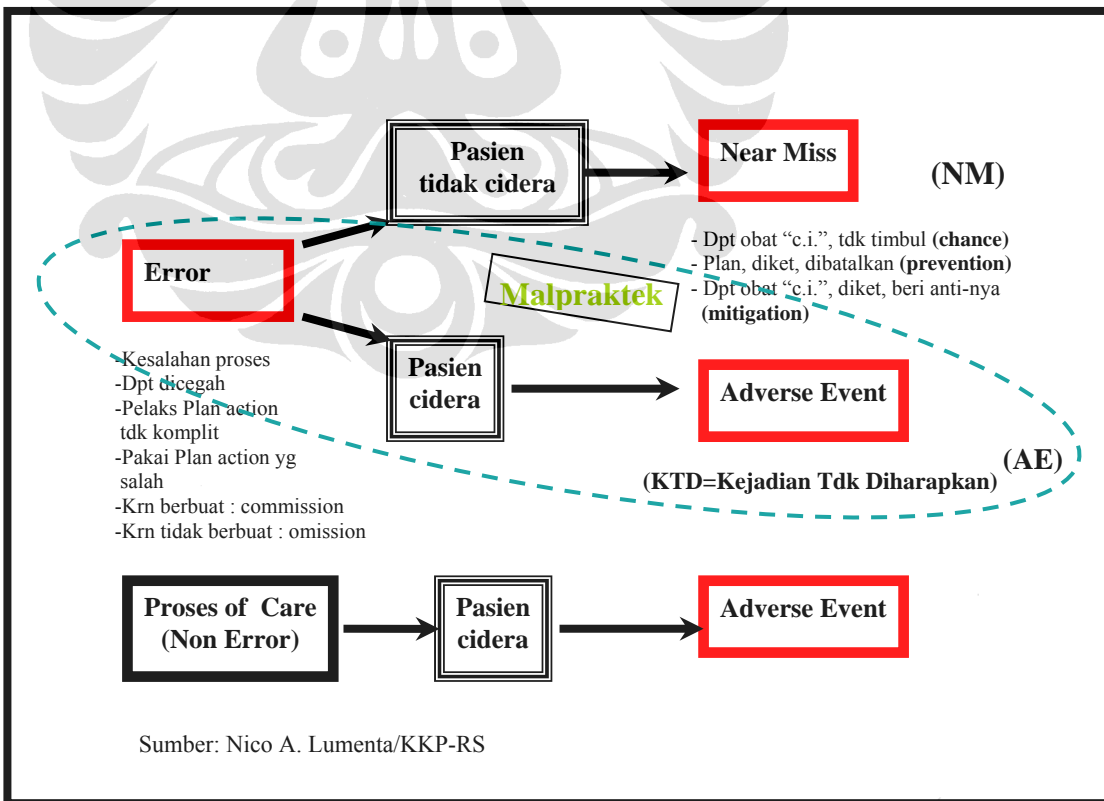 Pasien
tidak cidera
Near Miss
(NM)
- Dpt obat “c.i.”, tdk timbul (chance)
- Plan, diket, dibatalkan (prevention)
- Dpt obat “c.i.”, diket, beri anti-nya
(mitigation)
Error
Malpraktek
-Kesalahan proses
-Dpt dicegah
-Pelaks Plan action
tdk komplit
-Pakai Plan action yg
salah
-Krn berbuat : commission
-Krn tidak berbuat : omission
Pasien
cidera
Adverse Event
(AE)
(KTD=Kejadian Tdk Diharapkan)
Proses of Care
(Non Error)
Pasien
cidera
Adverse Event
Sumber: Nico A. Lumenta/KKP-RS